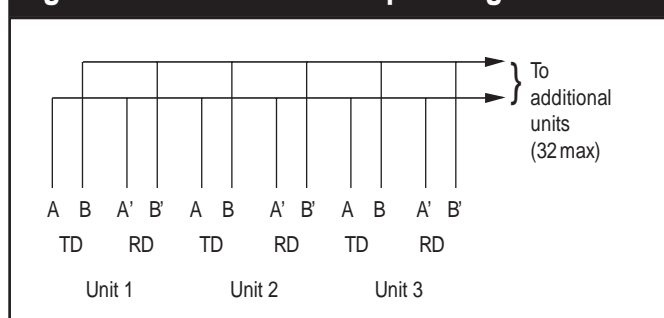 To
additional
units
(32 max)
A B A' B' A B A' B' A B A' B'
TD RD TD RD TD RD
Unit 1 Unit 2 Unit 3